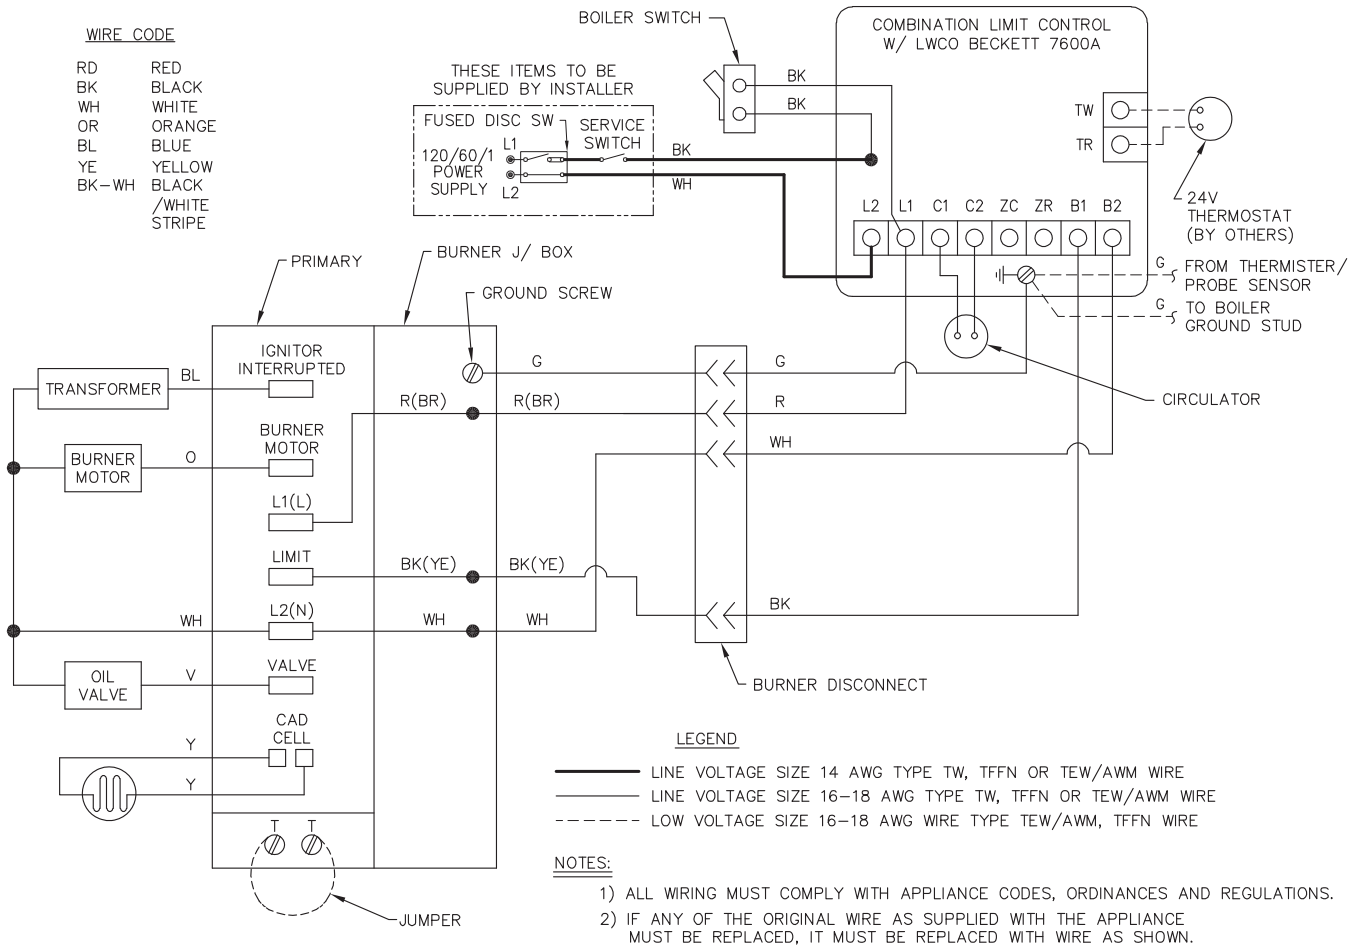 WIRE CODE
RD RED
BK BLACK
WH WHITE
OR ORANGE
BL BLUE
YE YELLOW
BK-WH BLACK
/WHITE
STRIPE
BOILER SWITCH
THESE ITEMS TO BE
SUPPLIED BY INSTALLER
FUSED DISC SW
SERVICE
SWITCH
L1
120/60/1
POWER
SUPPLY
L2
BK
BK
BK
WH
COMBINATION LIMIT CONTROL
W/ LWCO BECKETT 7600A
TW
TR
24V
THERMOSTAT
(BY OTHERS)
L2 L1 C1 C2 ZC ZR B1 B2
G FROM THERMISTER/
PROBE SENSOR
G TO BOILER
GROUND STUD
CIRCULATOR
PRIMARY
BURNER J/ BOX
GROUND SCREW
IGNITOR
INTERRUPTED
TRANSFORMER
BL
G
G
R(BR)
R(BR)
R
BURNER
MOTOR
BURNER
MOTOR
O
WH
L1(L)
LIMIT
BK(YE)
BK(YE)
BK
L2(N)
WH
WH
WH
VALVE
OIL
VALVE
V
BURNER DISCONNECT
CAD
CELL
Y
Y
T T
JUMPER
LEGEND
LINE VOLTAGE SIZE 14 AWG TYPE TW, TFFN OR TEW/AWM WIRE
LINE VOLTAGE SIZE 16-18 AWG TYPE TW, TFFN OR TEW/AWM WIRE
LOW VOLTAGE SIZE 16-18 AWG WIRE TYPE TEW/AWM, TFFN WIRE
NOTES:
1) ALL WIRING MUST COMPLY WITH APPLIANCE CODES, ORDINANCES AND REGULATIONS.
2) IF ANY OF THE ORIGINAL WIRE AS SUPPLIED WITH THE APPLIANCE
MUST BE REPLACED, IT MUST BE REPLACED WITH WIRE AS SHOWN.